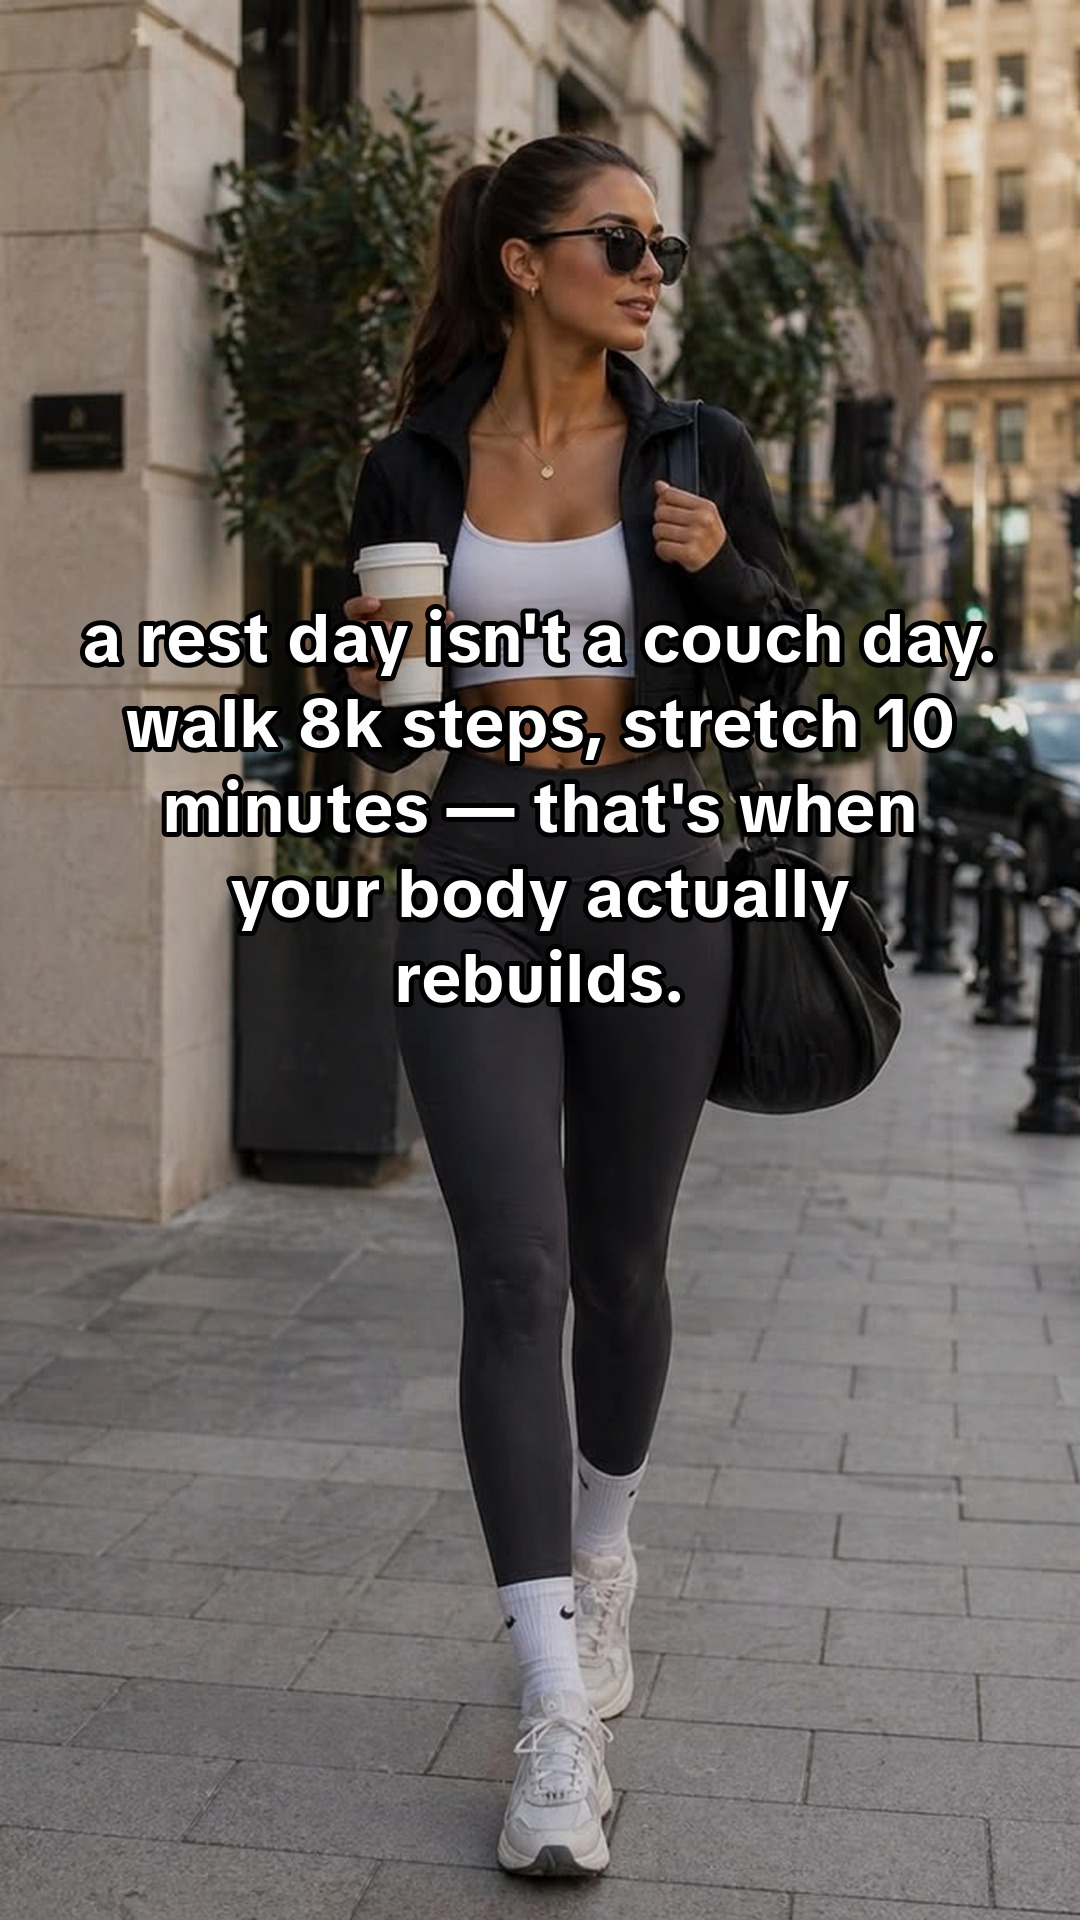 a rest day isn't a couch day.
walk 8k steps, stretch 10
minutes — that's when
your body actually
rebuilds.